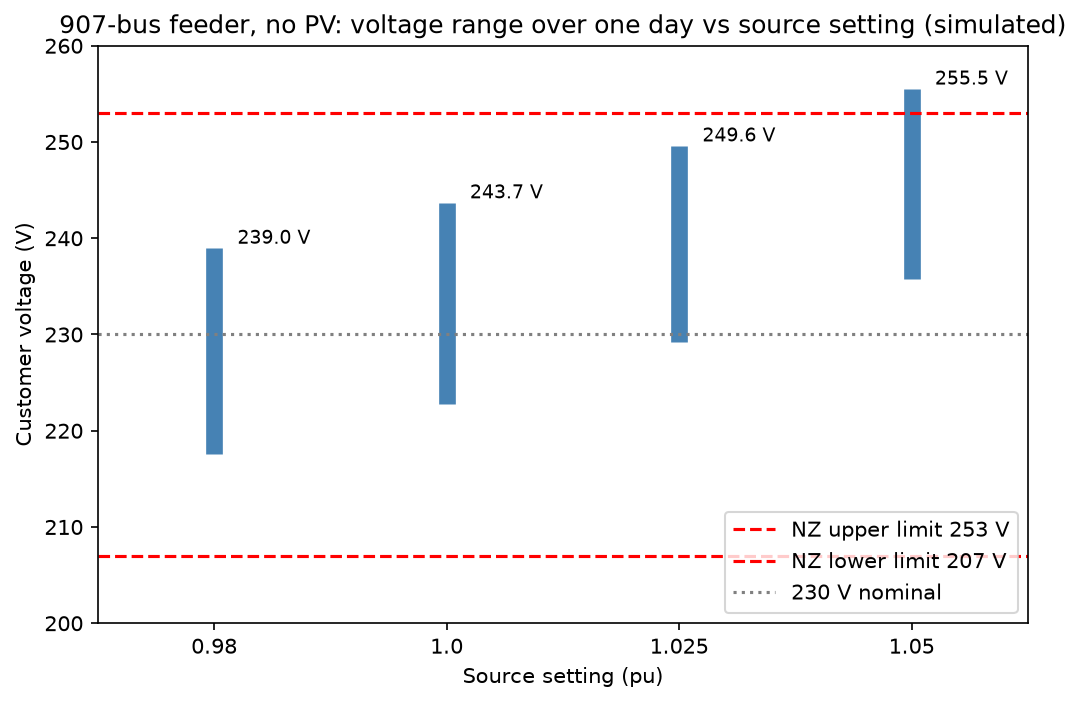 907-bus feeder, no PV: voltage range over one day vs source setting (simulated)
260
250
240
230
220
210
200
Customer voltage (V)
239.0 V
243.7 V
249.6 V
255.5 V
NZ upper limit 253 V
NZ lower limit 207 V
230 V nominal
0.98
1.0
1.025
1.05
Source setting (pu)